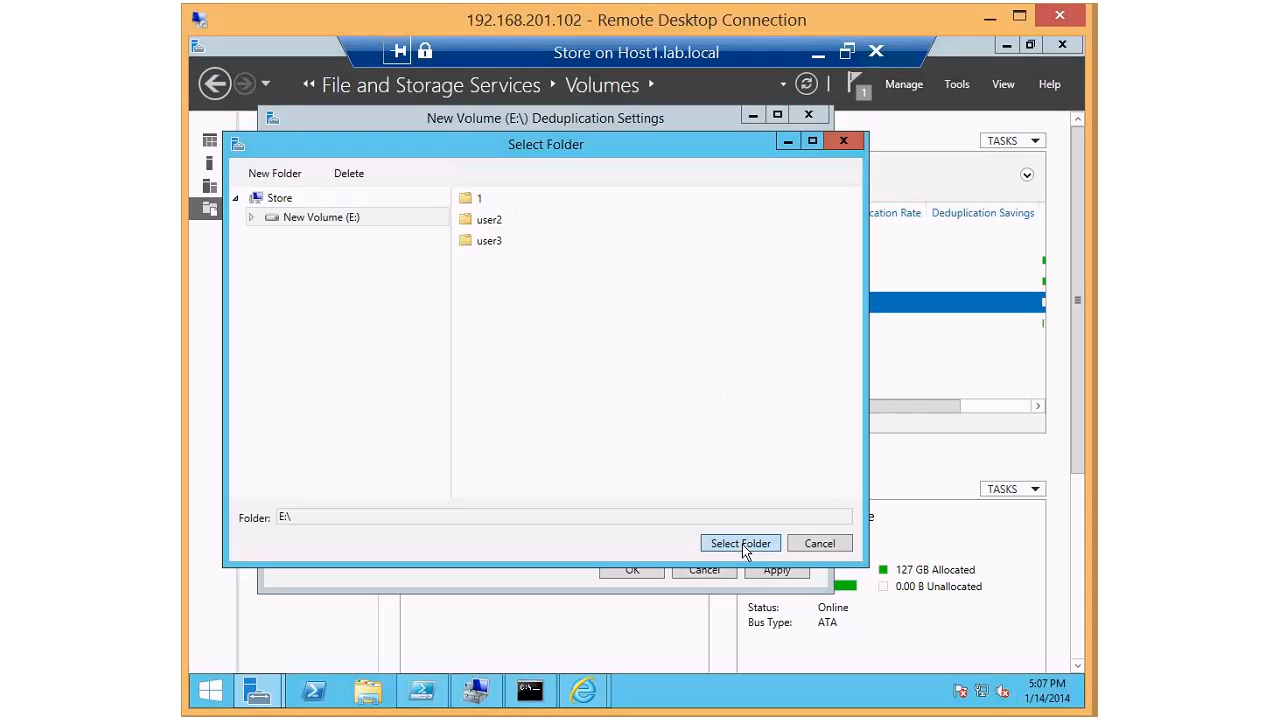 192.168.201.102 - Remote Desktop Connection
Store on Host1.lab.local
File and Storage Services Volumes
1
Manage Tools View Help
New Volume (E:\) Deduplication Settings
Select Folder
TASKS
New Folder Delete
Store
New Volume (E:)
1
user2
user3
cation Rate Deduplication Savings
TASKS
Folder: E:\
e
Select Folder Cancel
OK Cancel Apply
127 GB Allocated
0.00 B Unallocated
Status: Online
Bus Type: ATA
5:07 PM
1/14/2014